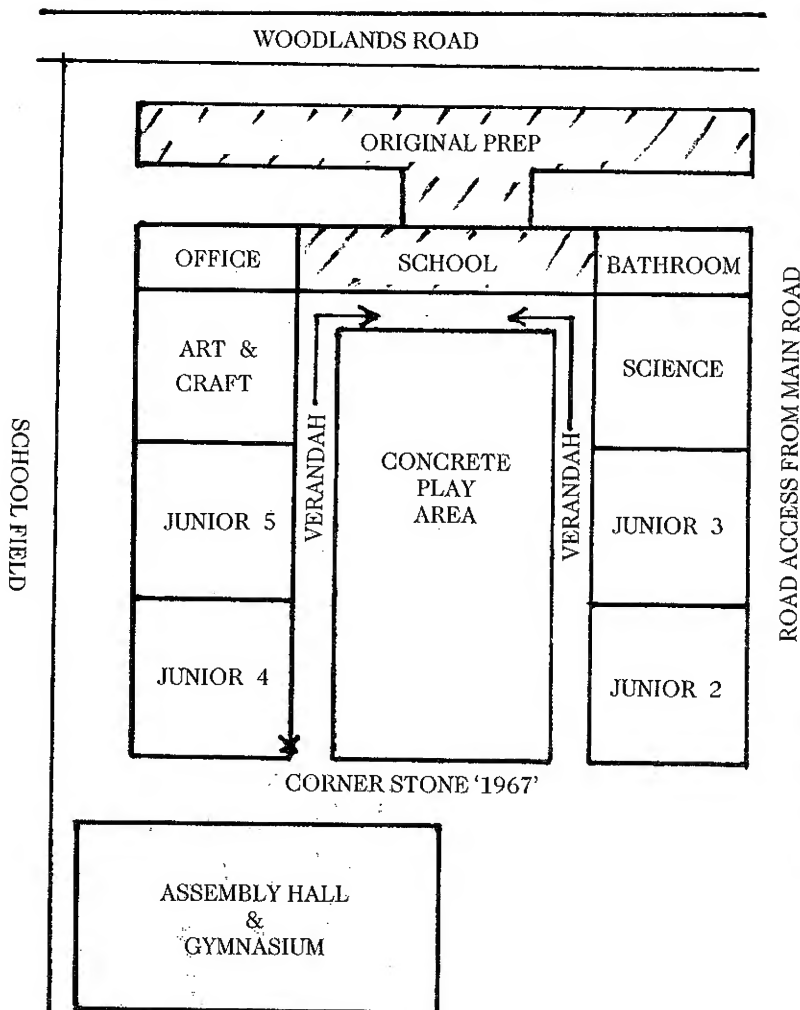 WOODLANDS ROAD
ORIGINAL PREP
OFFICE
SCHOOL
BATHROOM
ART &
CRAFT
SCIENCE
VERANDAH
CONCRETE
PLAY
AREA
VERANDAH
JUNIOR 5
JUNIOR 3
JUNIOR 4
JUNIOR 2
SCHOOL FIELD
ROAD ACCESS FROM MAIN ROAD
CORNER STONE '1967'
ASSEMBLY HALL
&
GYMNASIUM